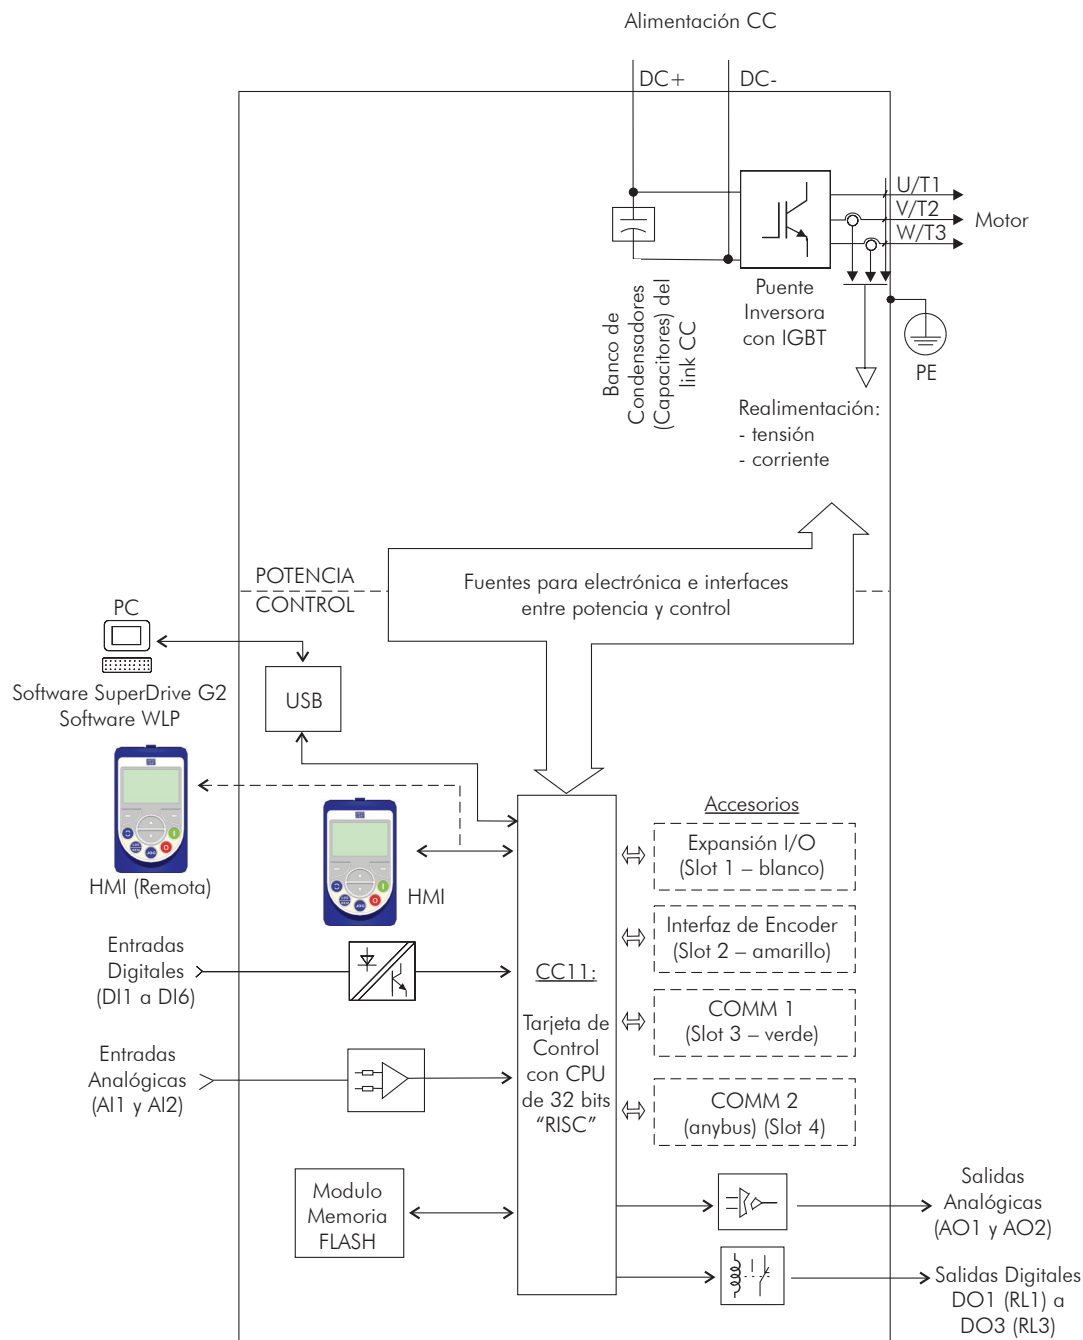 Alimentación CC
DC+
DC-
U/T1
V/T2
W/T3
Motor
Puente
Inversora
con IGBT
PE
Banco de
Condensadores
(Capacitores) del
link CC
Realimentación:
- tensión
- corriente
POTENCIA
CONTROL
Fuentes para electrónica e interfaces
entre potencia y control
PC
Software SuperDrive G2
Software WLP
USB
HMI (Remota)
HMI
Accesorios
Expansión I/O
(Slot 1 – blanco)
Interfaz de Encoder
(Slot 2 – amarillo)
COMM 1
(Slot 3 – verde)
COMM 2
(anybus) (Slot 4)
Entradas
Digitales
(DI1 a DI6)
Entradas
Analógicas
(AI1 y AI2)
CC11:
Tarjeta de
Control
con CPU
de 32 bits
“RISC”
Modulo
Memoria
FLASH
Salidas
Analógicas
(AO1 y AO2)
Salidas Digitales
DO1 (RL1) a
DO3 (RL3)